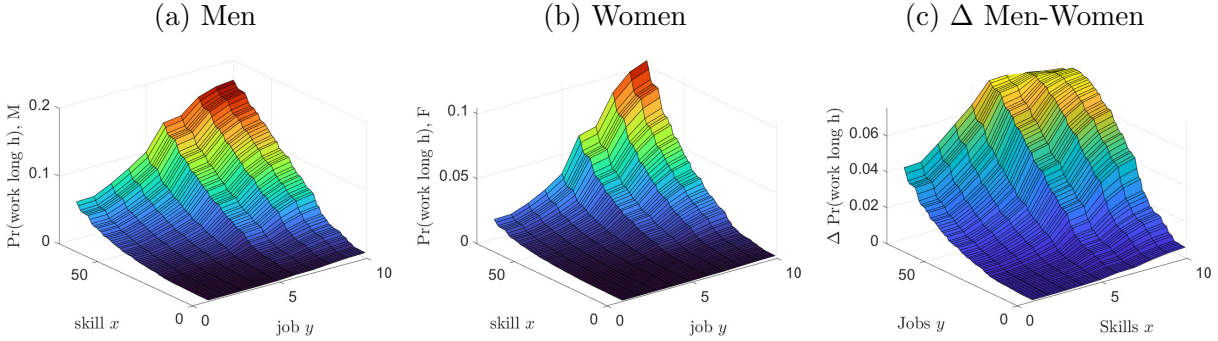 (a) Men
Pr(work long h), M
0.2
0.1
0
50
0
skill x
0
5
10
job y
(b) Women
Pr(work long h), F
0.1
0.05
0
50
0
skill x
0
5
10
job y
(c) Δ Men-Women
Δ Pr(work long h)
0.06
0.04
0.02
0
50
0
Jobs y
0
5
10
Skills x